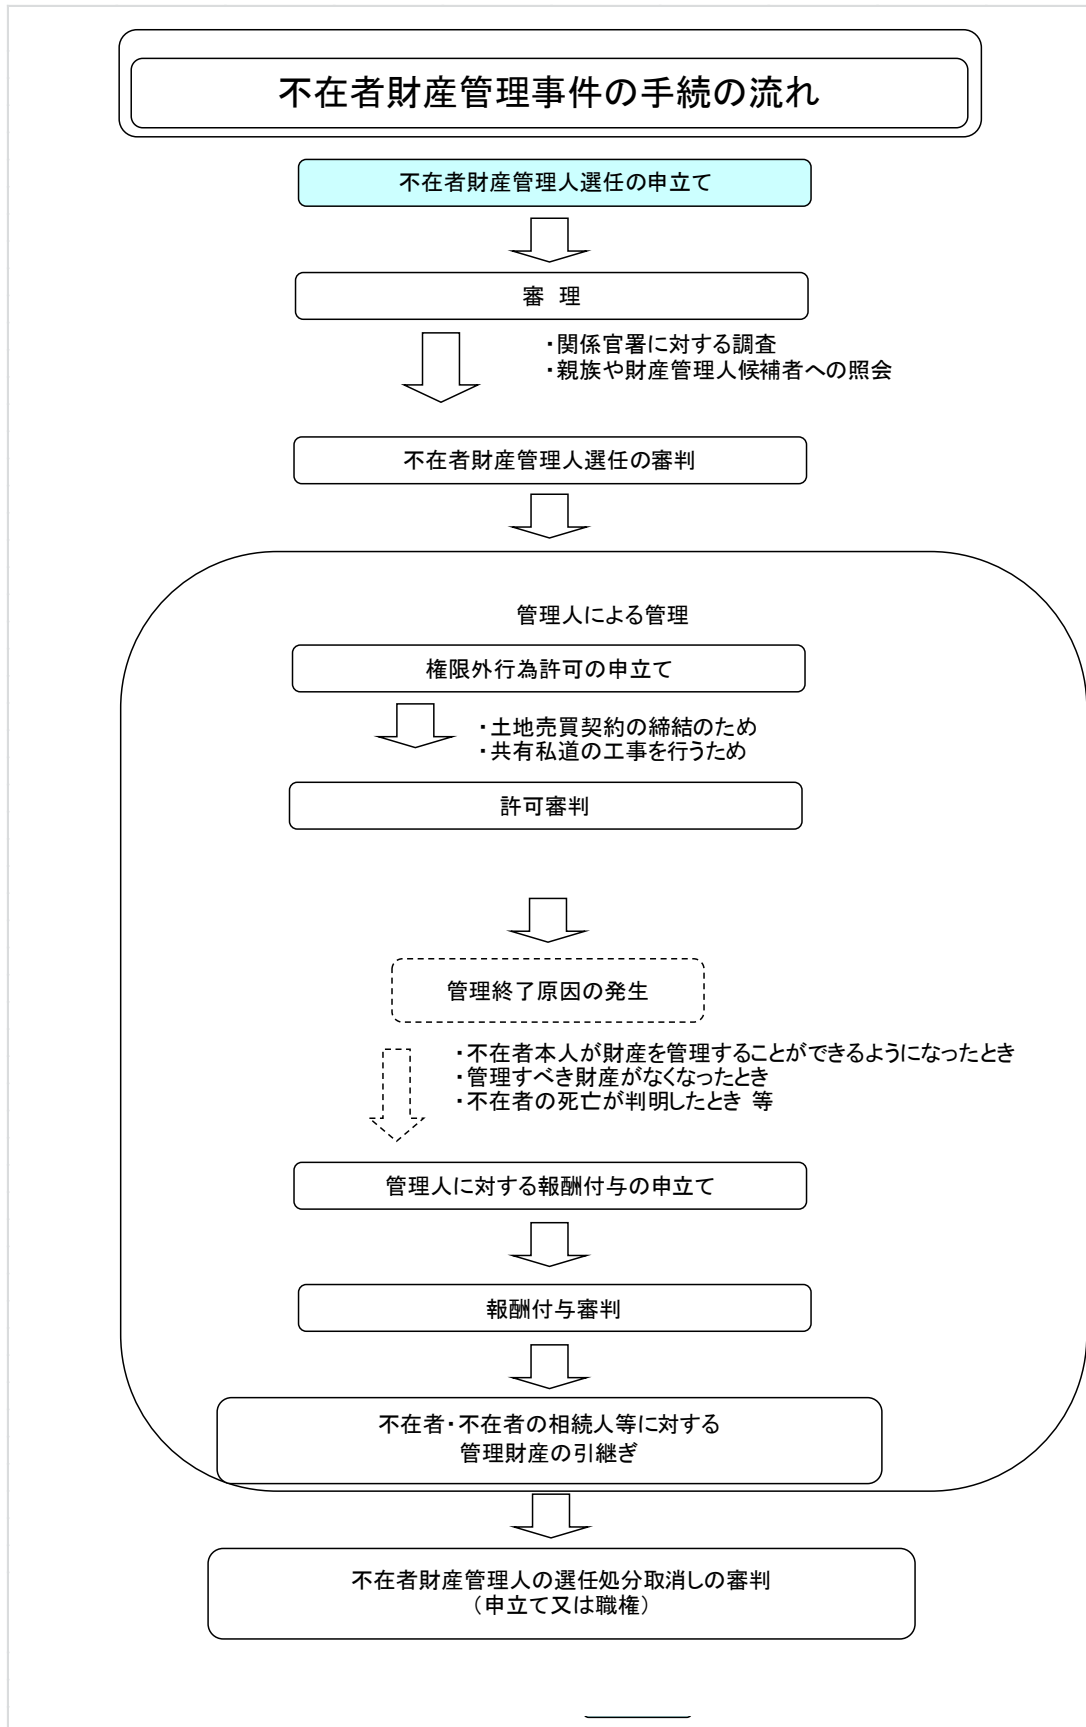 不在者財産管理事件の手続の流れ
不在者財産管理人選任の申立て
審 理
・関係官署に対する調査
・親族や財産管理人候補者への照会
不在者財産管理人選任の審判
管理人による管理
権限外行為許可の申立て
・土地売買契約の締結のため
・共有私道の工事を行うため
許可審判
管理終了原因の発生
・不在者本人が財産を管理することができるようになったとき
・管理すべき財産がなくなったとき
・不在者の死亡が判明したとき 等
管理人に対する報酬付与の申立て
報酬付与審判
不在者・不在者の相続人等に対する
管理財産の引継ぎ
不在者財産管理人の選任処分取消しの審判
（申立て又は職権）